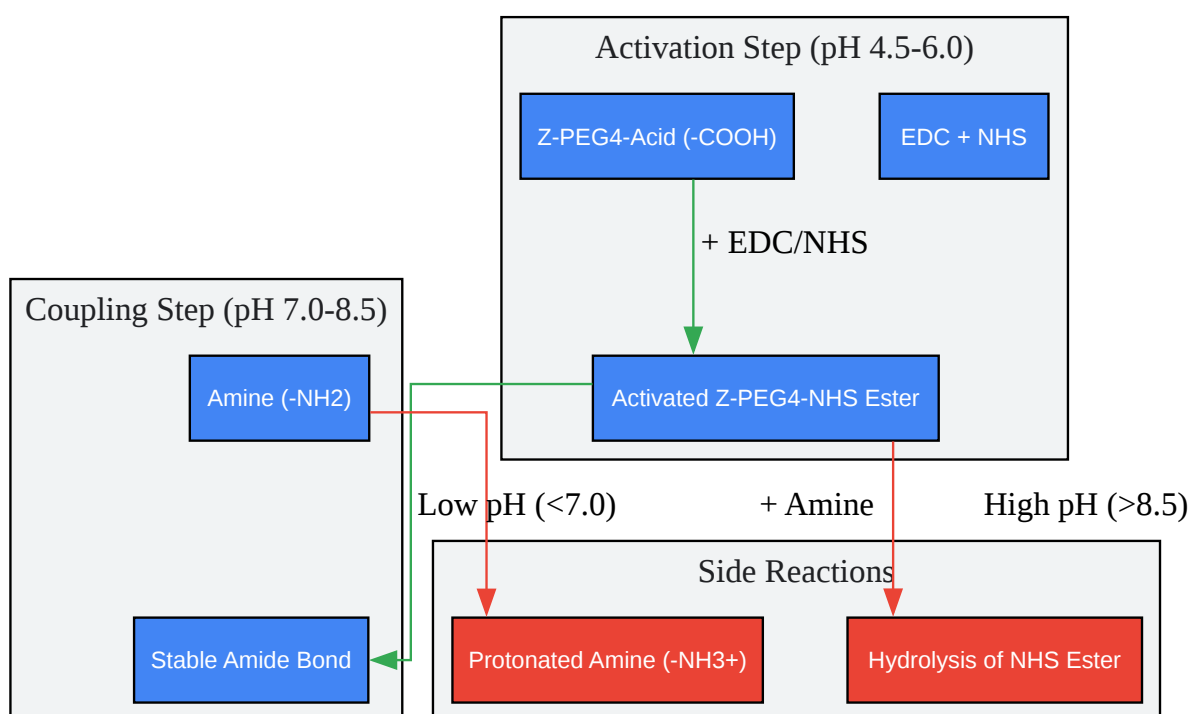 Activation Step (pH 4.5-6.0)
Z-PEG4-Acid (-COOH)
EDC + NHS
+ EDC/NHS
Coupling Step (pH 7.0-8.5)
Amine (-NH2)
Activated Z-PEG4-NHS Ester
Low pH (<7.0)
+ Amine
High pH (>8.5)
Side Reactions
Stable Amide Bond
Protonated Amine (-NH3+)
Hydrolysis of NHS Ester